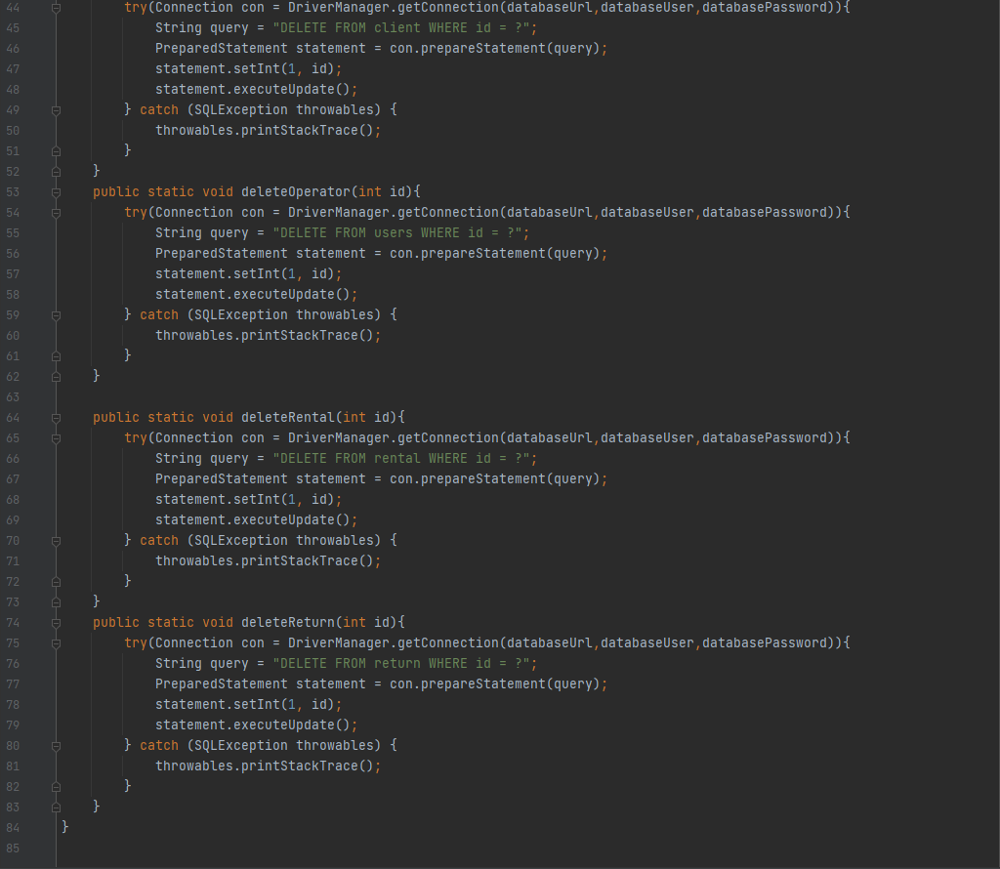 44 try(Connection con = DriverManager.getConnection(databaseUrl,databaseUser,databasePassword)){
45 String query = "DELETE FROM client WHERE id = ?";
46 PreparedStatement statement = con.prepareStatement(query);
47 statement.setInt(1, id);
48 statement.executeUpdate();
49 } catch (SQLException throwables) {
50 throwables.printStackTrace();
51 }
52 }
53 public static void deleteOperator(int id){
54 try(Connection con = DriverManager.getConnection(databaseUrl,databaseUser,databasePassword)){
55 String query = "DELETE FROM users WHERE id = ?";
56 PreparedStatement statement = con.prepareStatement(query);
57 statement.setInt(1, id);
58 statement.executeUpdate();
59 } catch (SQLException throwables) {
60 throwables.printStackTrace();
61 }
62 }
63
64 public static void deleteRental(int id){
65 try(Connection con = DriverManager.getConnection(databaseUrl,databaseUser,databasePassword)){
66 String query = "DELETE FROM rental WHERE id = ?";
67 PreparedStatement statement = con.prepareStatement(query);
68 statement.setInt(1, id);
69 statement.executeUpdate();
70 } catch (SQLException throwables) {
71 throwables.printStackTrace();
72 }
73 }
74 public static void deleteReturn(int id){
75 try(Connection con = DriverManager.getConnection(databaseUrl,databaseUser,databasePassword)){
76 String query = "DELETE FROM return WHERE id = ?";
77 PreparedStatement statement = con.prepareStatement(query);
78 statement.setInt(1, id);
79 statement.executeUpdate();
80 } catch (SQLException throwables) {
81 throwables.printStackTrace();
82 }
83 }
84 }
85